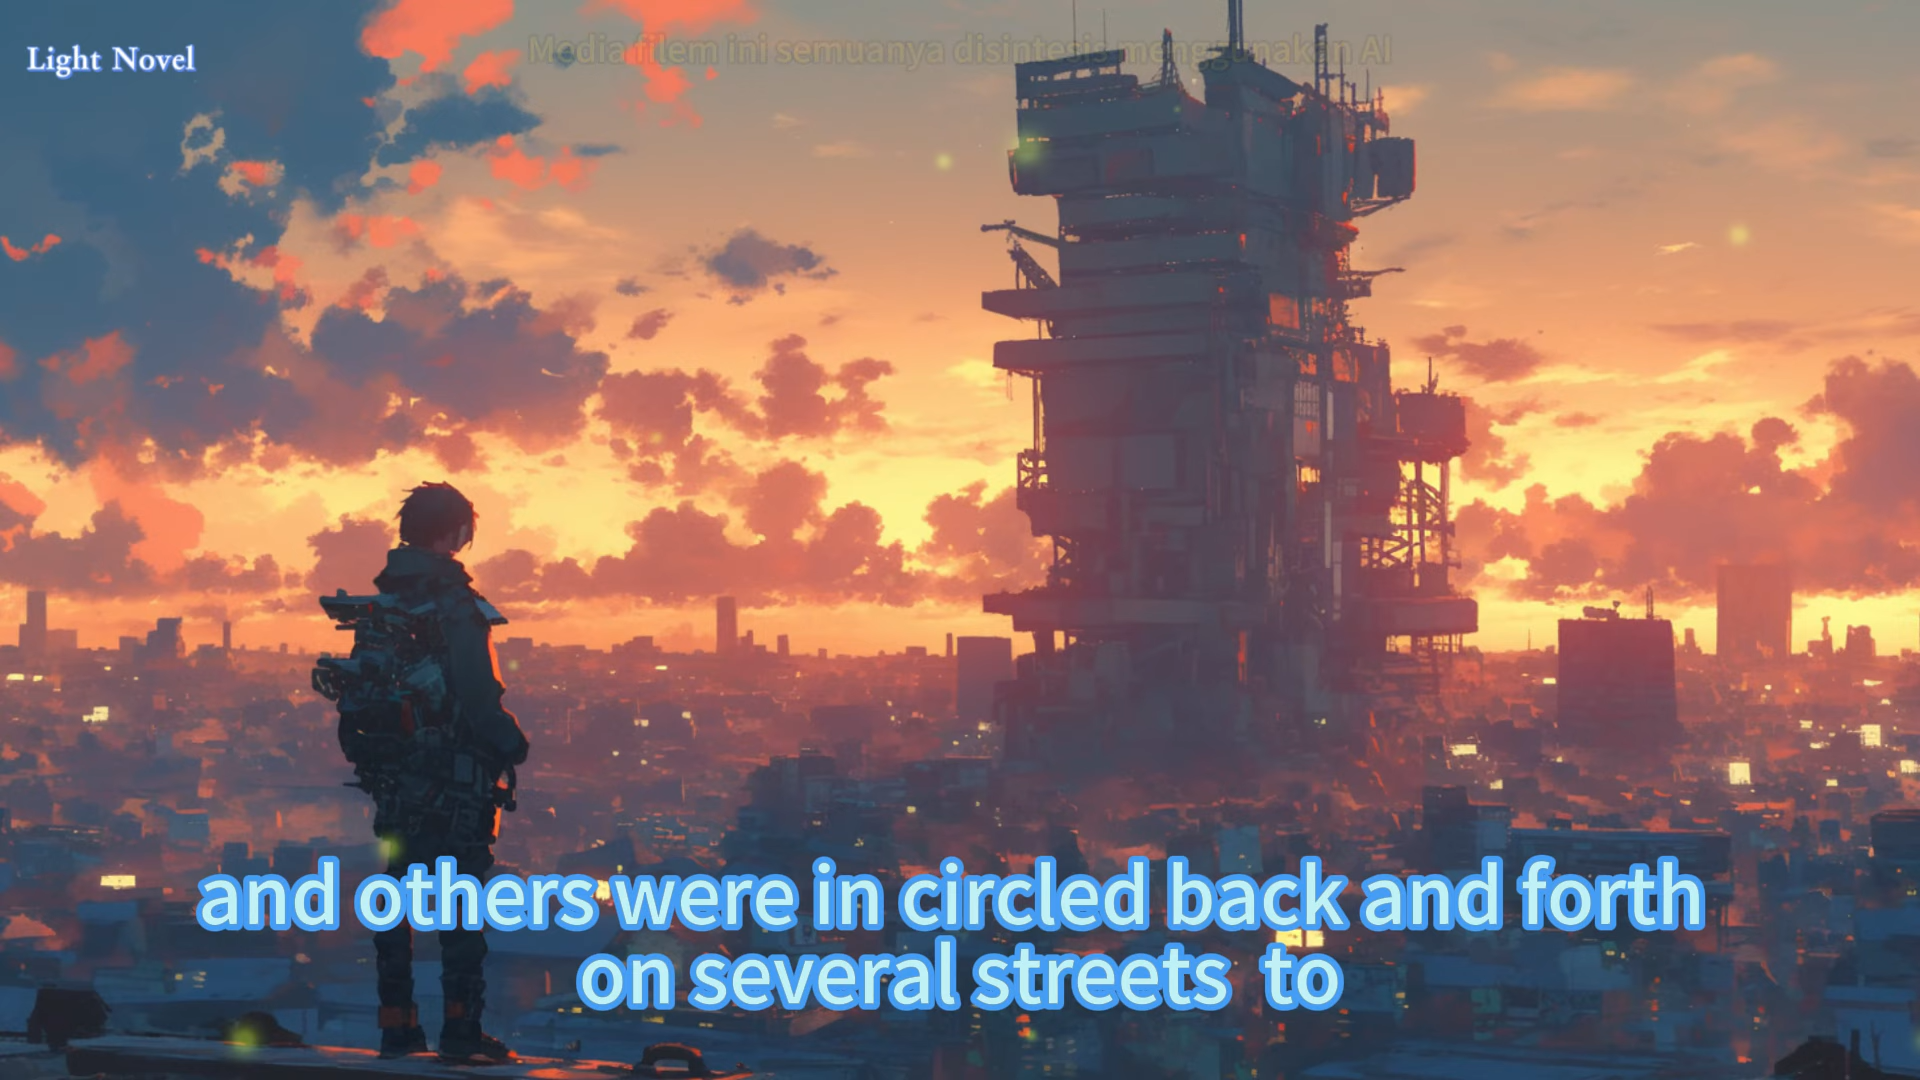 Light Novel
Media filem ini semuanya disintesis menggunakan AI
and others were in circled back and forth
on several streets  to